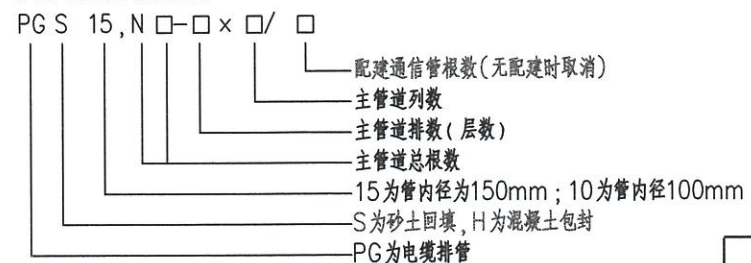 PG S 15,N □-□×□/ □
配建通信管根数(无配建时取消)
主管道列数
主管道排数(层数)
主管道总根数
15为管内径为150mm;10为管内径100mm
S为砂土回填,H为混凝土包封
PG为电缆排管